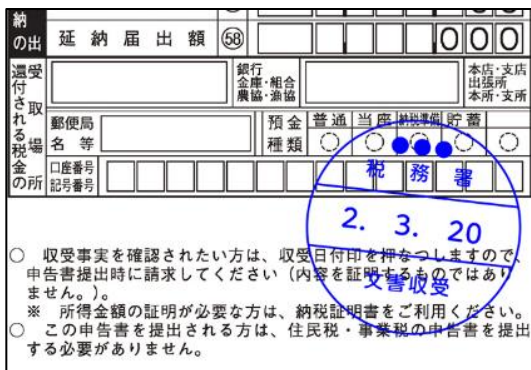 納
の出
延納届出額 58 000
還付される税金の
受取場所
銀行
金庫・組合
農協・漁協
本店・支店
出張所
本所・支所
郵便局
名等
預金
種類
普通 当座 納税準備 貯蓄
口座番号
記号番号
●●●
税務署
2. 3. 20
文書収受
○ 収受事実を確認されたい方は、収受日付印を押なつしますので、
申告書提出時に請求してください(内容を証明するものではあり
ません。)。
※ 所得金額の証明が必要な方は、納税証明書をご利用ください。
○ この申告書を提出される方は、住民税・事業税の申告書を提出
する必要がありません。